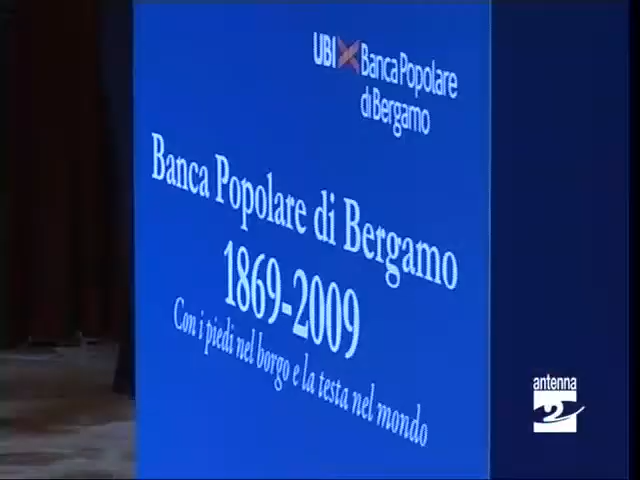 UBI Banca Popolare
di Bergamo
Banca Popolare di Bergamo
1869-2009
Con i piedi nel borgo e la testa nel mondo
antenna
2